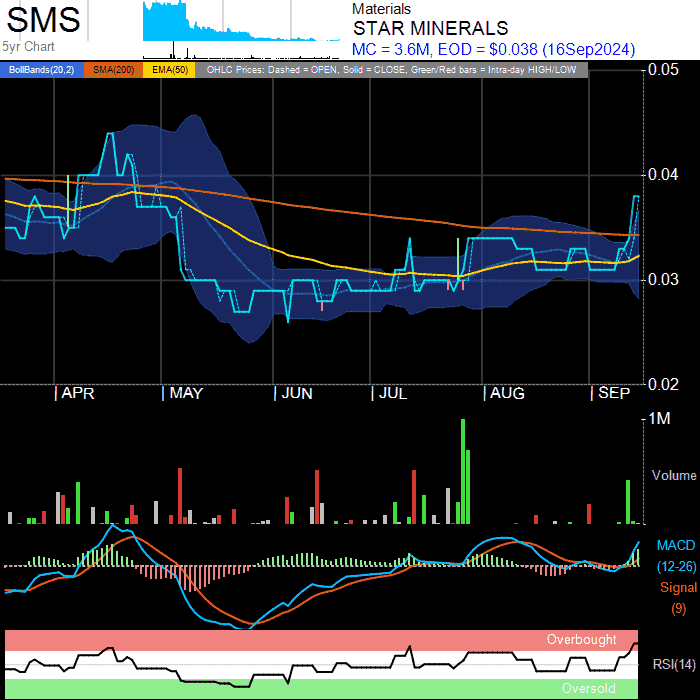 SMS
5yr Chart
Materials
STAR MINERALS
MC = 3.6M, EOD = $0.038 (16Sep2024)
BollBands(20,2) SMA(200) EMA(50) OHLC Prices: Dashed = OPEN, Solid = CLOSE, Green/Red bars = Intra-day HIGH/LOW
0.05
0.04
0.03
0.02
APR MAY JUN JUL AUG SEP
1M
Volume
MACD
(12-26)
Signal
(9)
Overbought
RSI(14)
Oversold